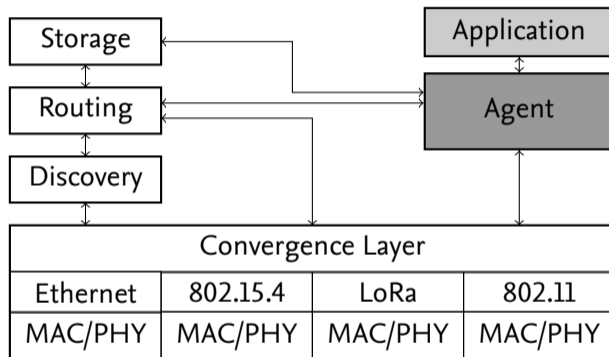 Storage
Application
Routing
Agent
Discovery
Convergence Layer
Ethernet 802.15.4 LoRa 802.11
MAC/PHY MAC/PHY MAC/PHY MAC/PHY